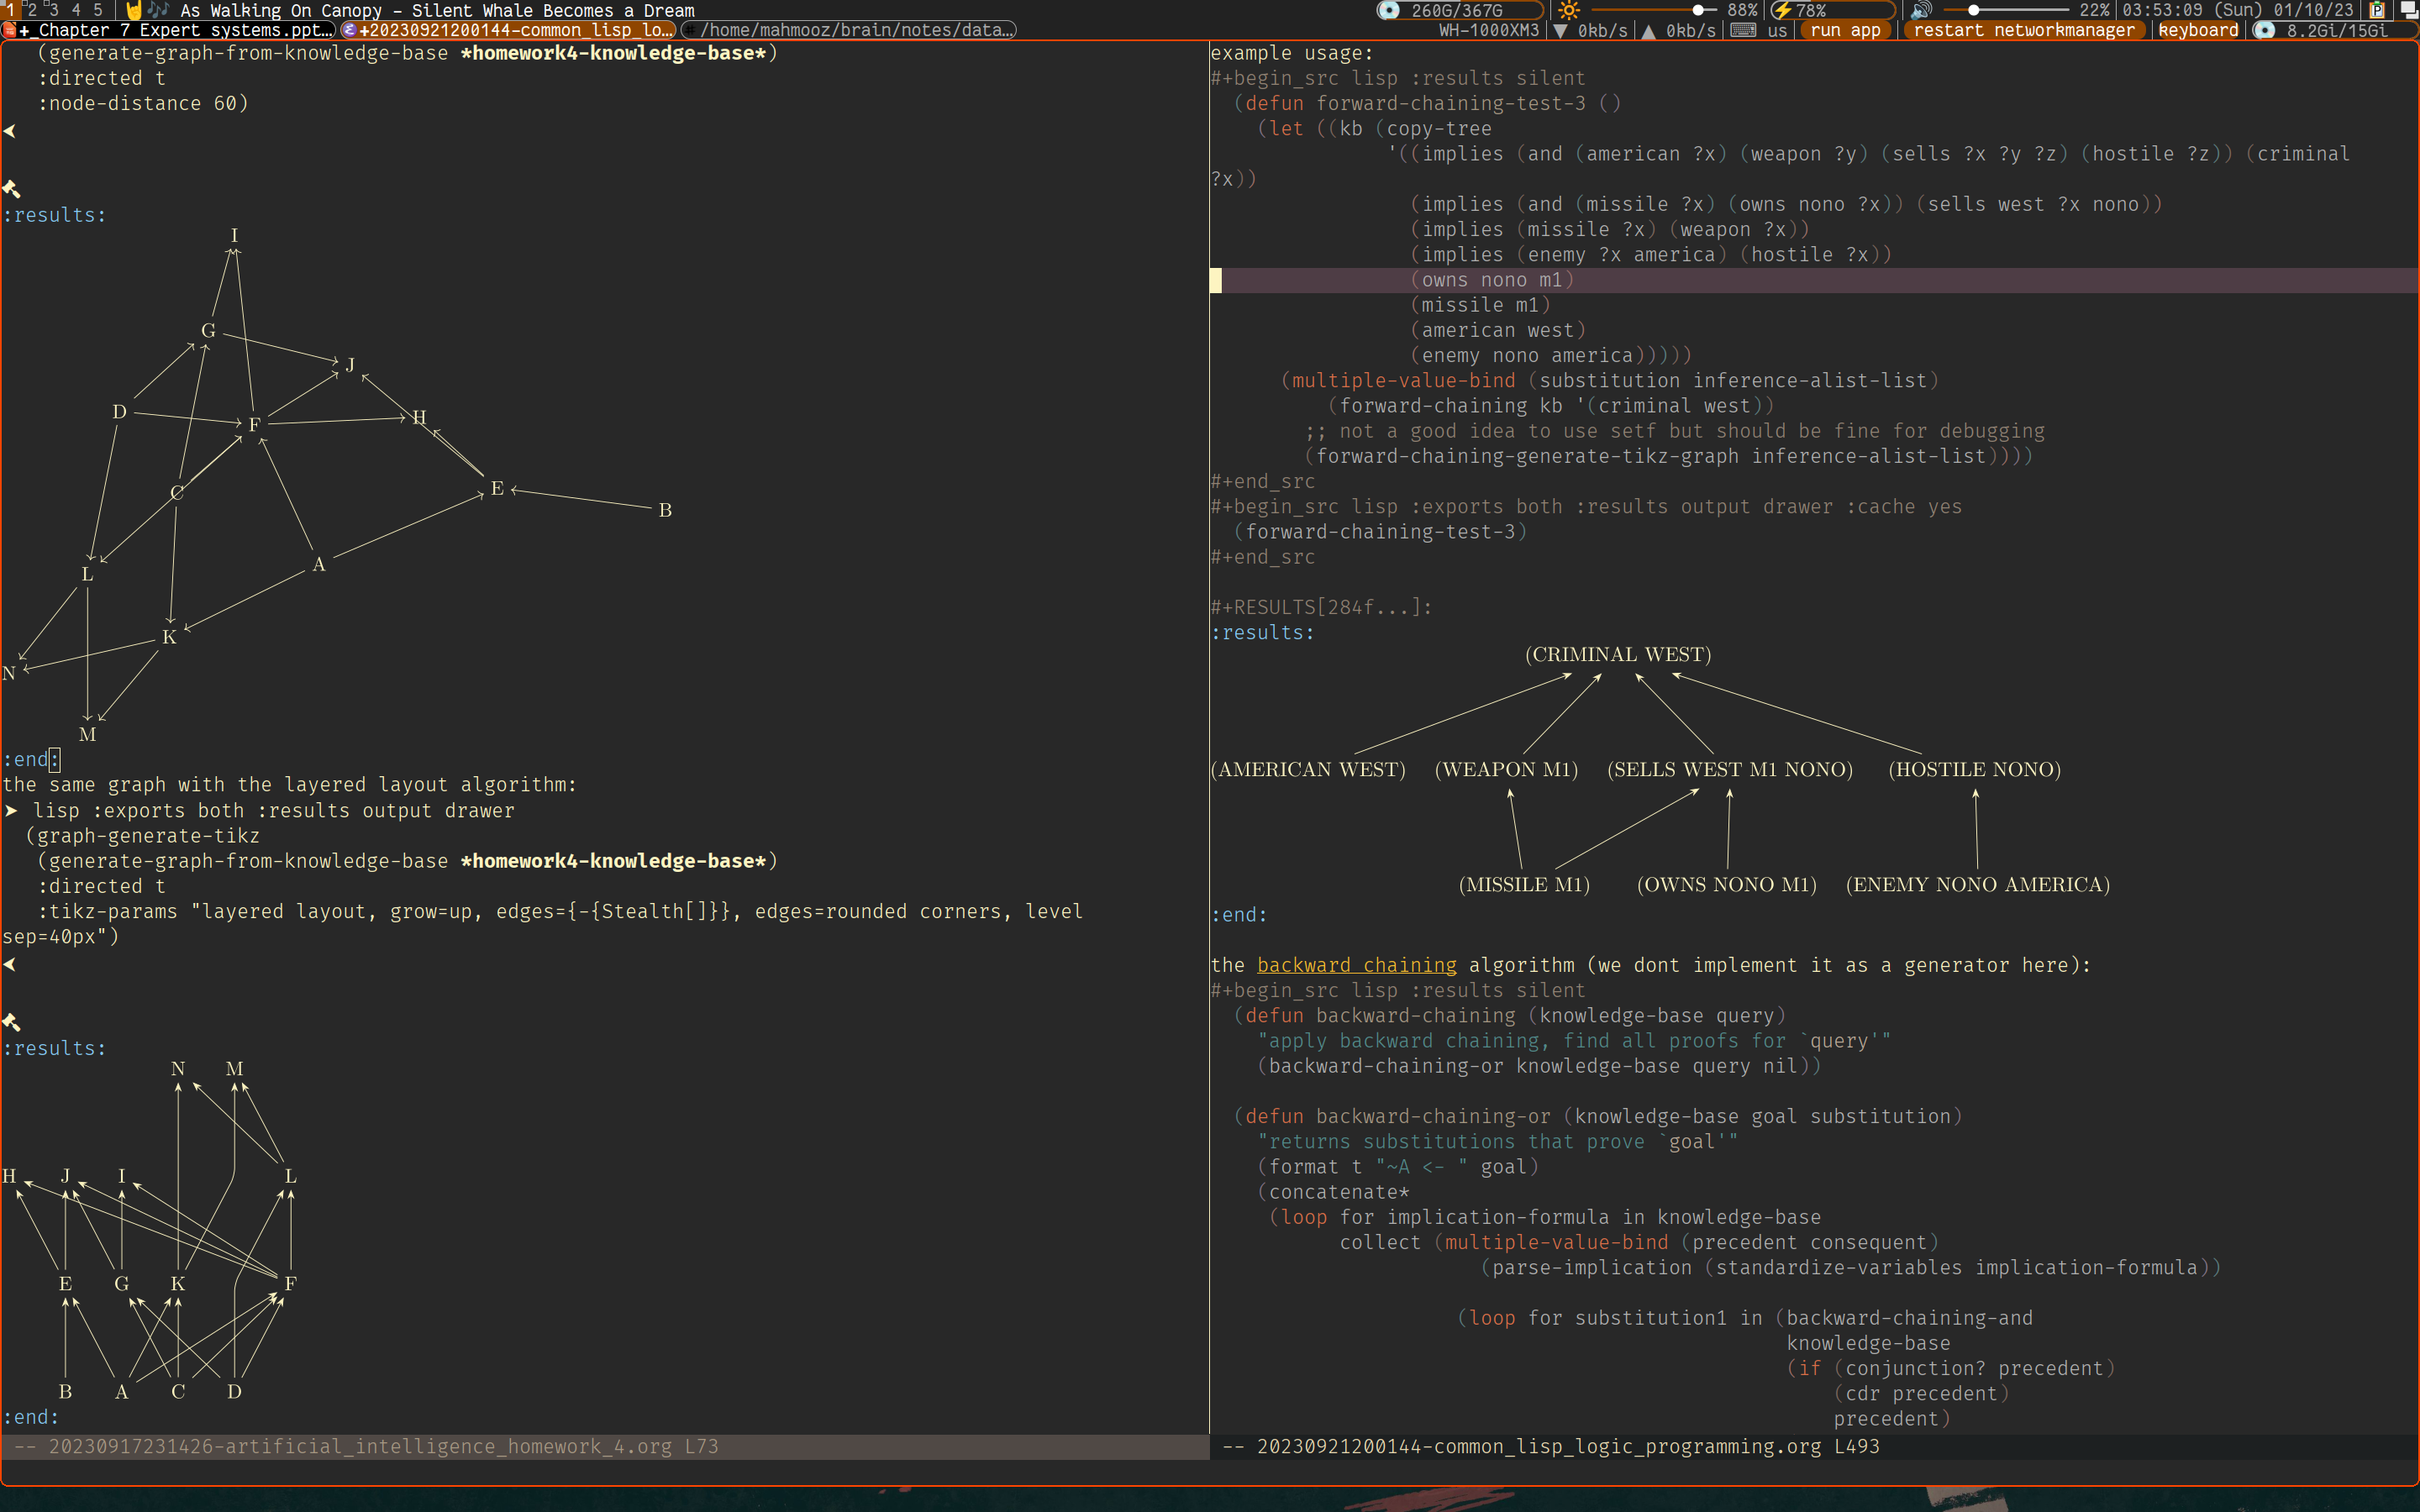 1 2 3 4 5 As Walking On Canopy – Silent Whale Becomes a Dream 260G/367G 88% 78% 22% 03:53:09 (Sun) 01/10/23
+_Chapter 7 Expert systems.ppt… +20230921200144-common_lisp_lo… /home/mahmooz/brain/notes/data… WH-1000XM3 ▼ 0kb/s ▲ 0kb/s us run app restart networkmanager keyboard 8.2Gi/15Gi
(generate-graph-from-knowledge-base *homework4-knowledge-base*)
:directed t
:node-distance 60)
:results:
I
G
J
D
F
H
C
E
B
A
L
K
N
M
:end:
the same graph with the layered layout algorithm:
lisp :exports both :results output drawer
(graph-generate-tikz
(generate-graph-from-knowledge-base *homework4-knowledge-base*)
:directed t
:tikz-params "layered layout, grow=up, edges={-{Stealth[]}}, edges=rounded corners, level
sep=40px")
:results:
N M
H J I L
E G K F
B A C D
:end:
-- 20230917231426-artificial_intelligence_homework_4.org L73
example usage:
#+begin_src lisp :results silent
(defun forward-chaining-test-3 ()
(let ((kb (copy-tree
'((implies (and (american ?x) (weapon ?y) (sells ?x ?y ?z) (hostile ?z)) (criminal
?x))
(implies (and (missile ?x) (owns nono ?x)) (sells west ?x nono))
(implies (missile ?x) (weapon ?x))
(implies (enemy ?x america) (hostile ?x))
(owns nono m1)
(missile m1)
(american west)
(enemy nono america)))))
(multiple-value-bind (substitution inference-alist-list)
(forward-chaining kb '(criminal west))
;; not a good idea to use setf but should be fine for debugging
(forward-chaining-generate-tikz-graph inference-alist-list))))
#+end_src
#+begin_src lisp :exports both :results output drawer :cache yes
(forward-chaining-test-3)
#+end_src
#+RESULTS[284f...]:
:results:
(CRIMINAL WEST)
(AMERICAN WEST) (WEAPON M1) (SELLS WEST M1 NONO) (HOSTILE NONO)
(MISSILE M1) (OWNS NONO M1) (ENEMY NONO AMERICA)
:end:
the backward chaining algorithm (we dont implement it as a generator here):
#+begin_src lisp :results silent
(defun backward-chaining (knowledge-base query)
"apply backward chaining, find all proofs for `query'"
(backward-chaining-or knowledge-base query nil))
(defun backward-chaining-or (knowledge-base goal substitution)
"returns substitutions that prove `goal'"
(format t "~A <- " goal)
(concatenate*
(loop for implication-formula in knowledge-base
collect (multiple-value-bind (precedent consequent)
(parse-implication (standardize-variables implication-formula))
(loop for substitution1 in (backward-chaining-and
knowledge-base
(if (conjunction? precedent)
(cdr precedent)
precedent)
-- 20230921200144-common_lisp_logic_programming.org L493